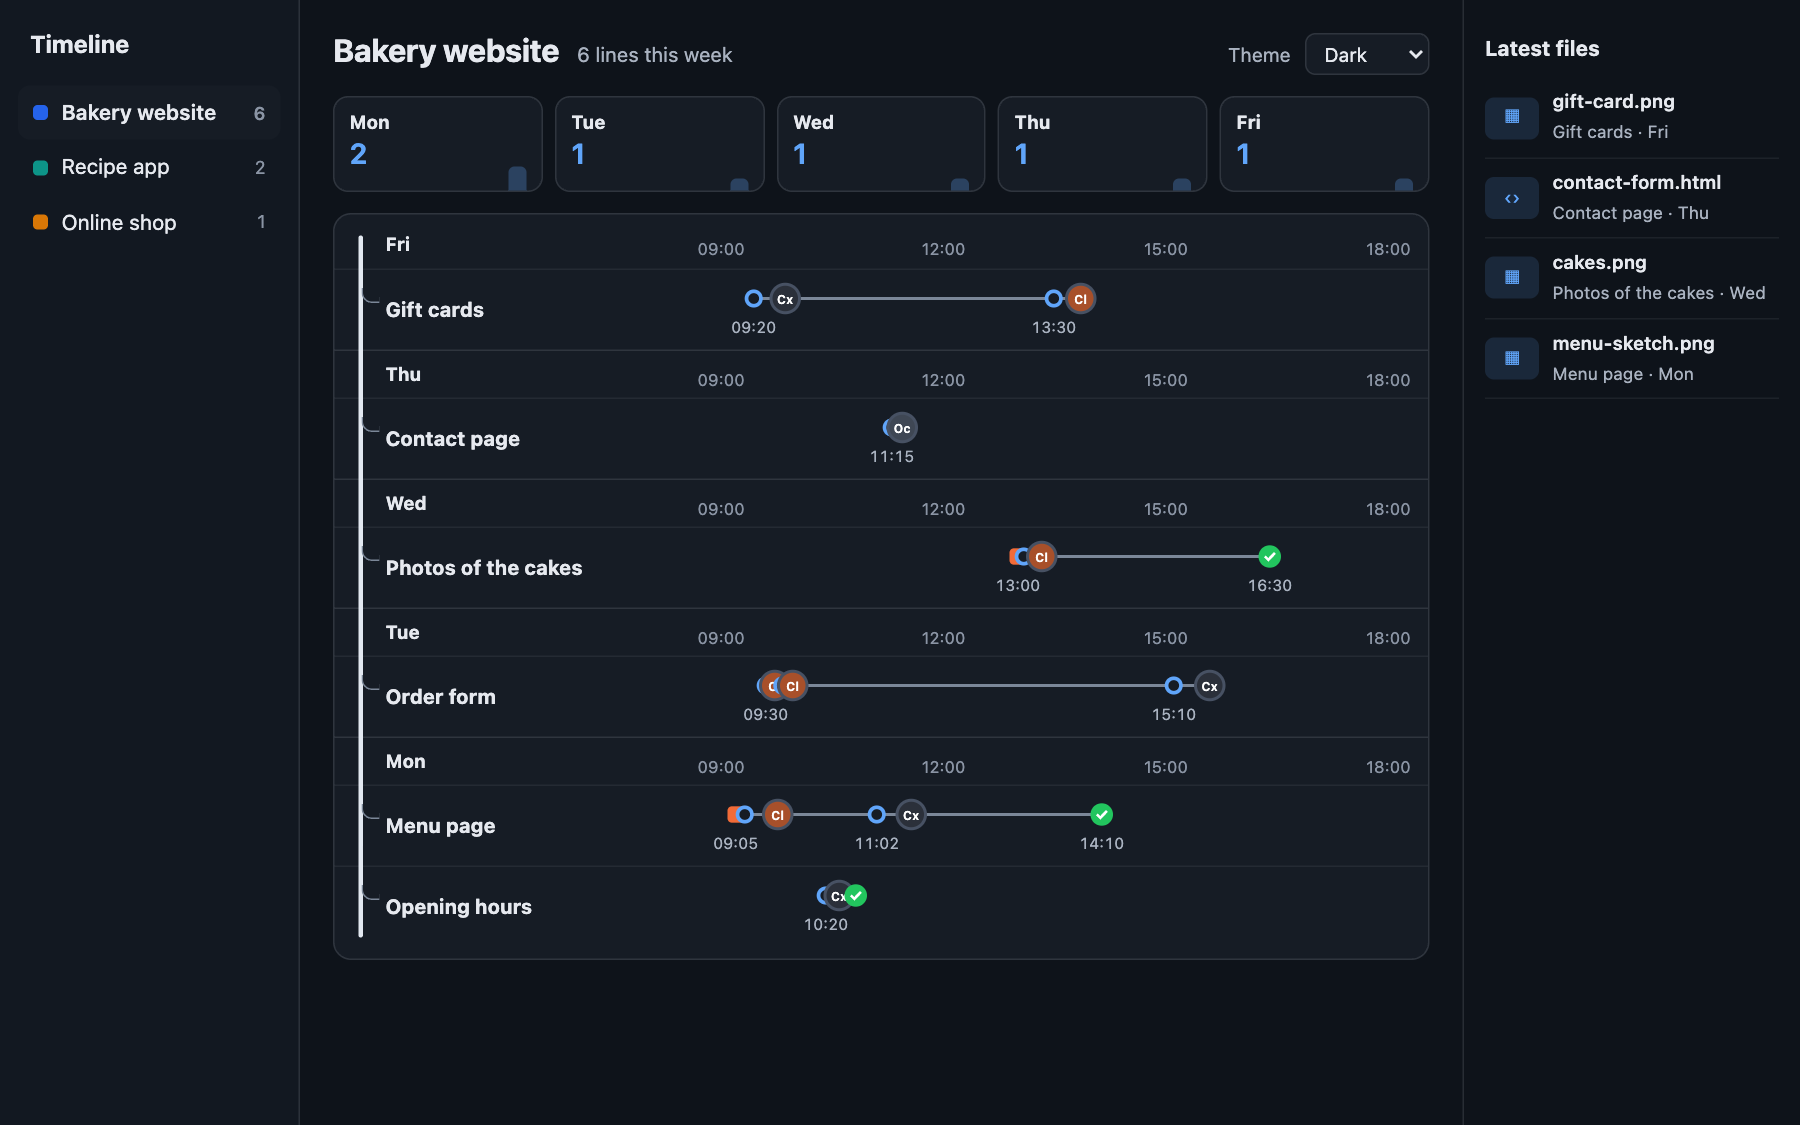 Timeline
Bakery website 6
Recipe app 2
Online shop 1
Bakery website 6 lines this week
Theme Dark
Mon
2
Tue
1
Wed
1
Thu
1
Fri
1
Fri 09:00 12:00 15:00 18:00
Gift cards Cx Cl
09:20 13:30
Thu 09:00 12:00 15:00 18:00
Contact page Oc
11:15
Wed 09:00 12:00 15:00 18:00
Photos of the cakes Cl
13:00 16:30
Tue 09:00 12:00 15:00 18:00
Order form Cl Cx
09:30 15:10
Mon 09:00 12:00 15:00 18:00
Menu page Cl Cx
09:05 11:02 14:10
Opening hours Cx
10:20
Latest files
gift-card.png
Gift cards · Fri
contact-form.html
Contact page · Thu
cakes.png
Photos of the cakes · Wed
menu-sketch.png
Menu page · Mon